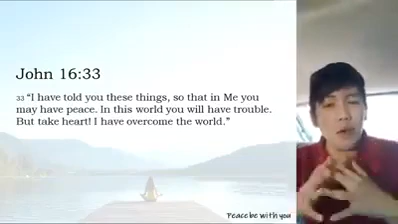 John 16:33
33 “I have told you these things, so that in Me you
may have peace. In this world you will have trouble.
But take heart! I have overcome the world.”
Peace be with you